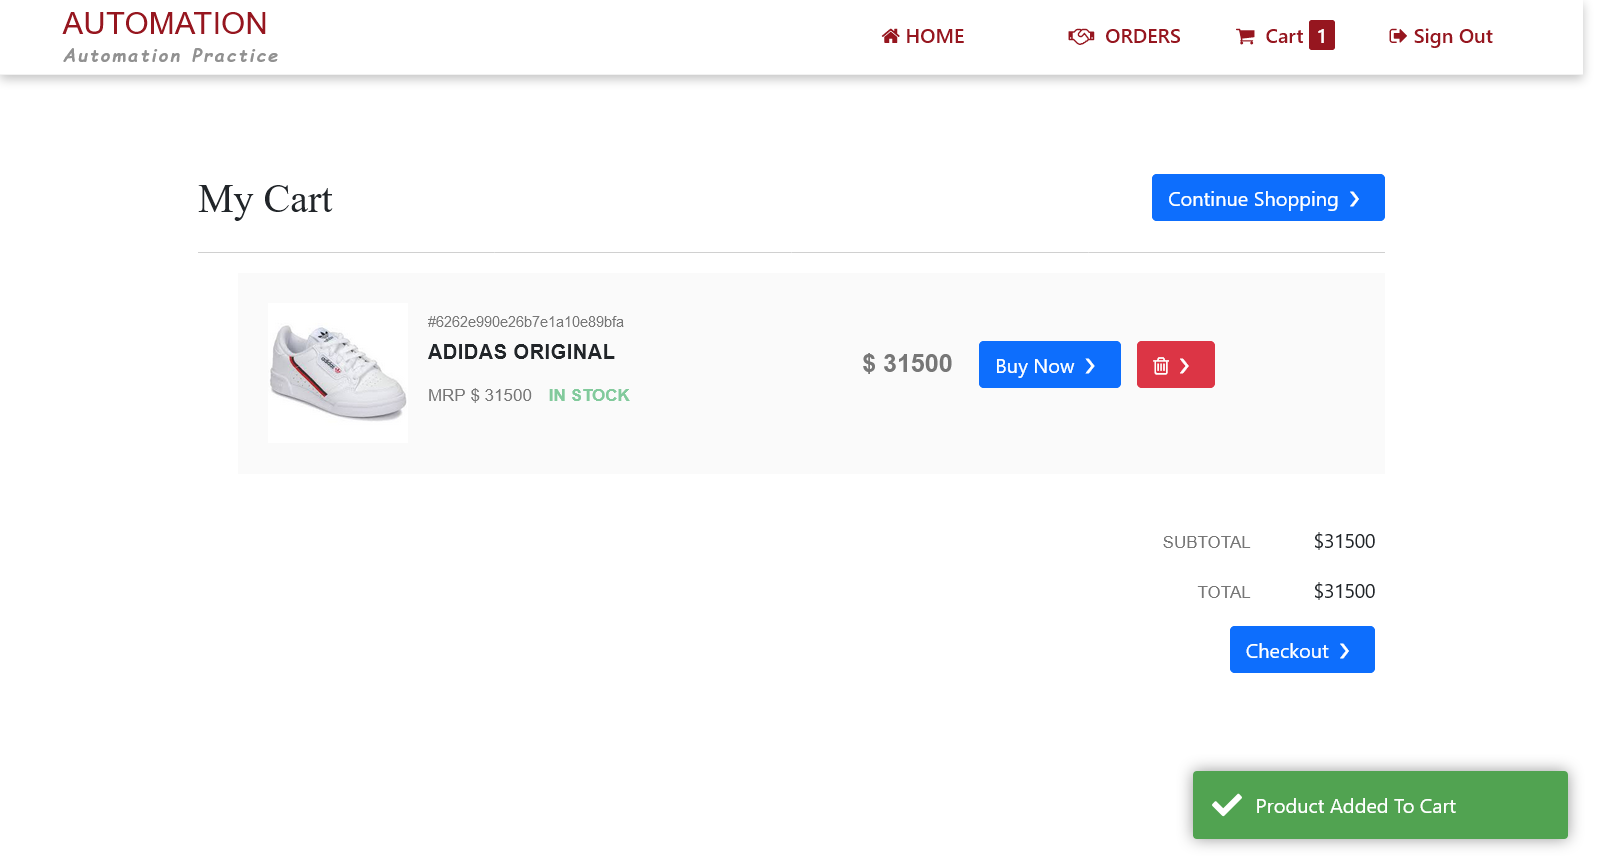 AUTOMATION
Automation Practice
HOME
ORDERS
Cart 1
Sign Out
My Cart
Continue Shopping ❯
#6262e990e26b7e1a10e89bfa
ADIDAS ORIGINAL
MRP $ 31500 IN STOCK
$ 31500
Buy Now ❯
❯
adidas
SUBTOTAL $31500
TOTAL $31500
Checkout ❯
Product Added To Cart